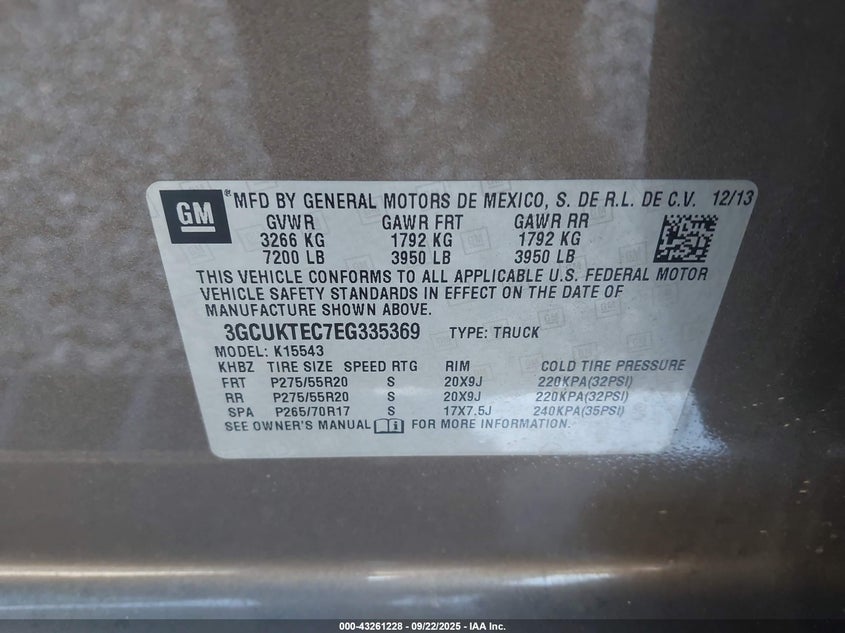 GM ® MFD BY GENERAL MOTORS DE MEXICO, S. DE R.L. DE C.V. 12/13
GVWR GAWR FRT GAWR RR
3266 KG 1792 KG 1792 KG
7200 LB 3950 LB 3950 LB
THIS VEHICLE CONFORMS TO ALL APPLICABLE U.S. FEDERAL MOTOR
VEHICLE SAFETY STANDARDS IN EFFECT ON THE DATE OF
MANUFACTURE SHOWN ABOVE.
3GCUKTEC7EG335369 TYPE: TRUCK
MODEL: K15543
KHBZ TIRE SIZE SPEED RTG RIM COLD TIRE PRESSURE
FRT P275/55R20 S 20X9J 220KPA(32PSI)
RR P275/55R20 S 20X9J 220KPA(32PSI)
SPA P265/70R17 S 17X7.5J 240KPA(35PSI)
SEE OWNER'S MANUAL FOR MORE INFORMATION.
000-43261228 - 09/22/2025 - IAA Inc.